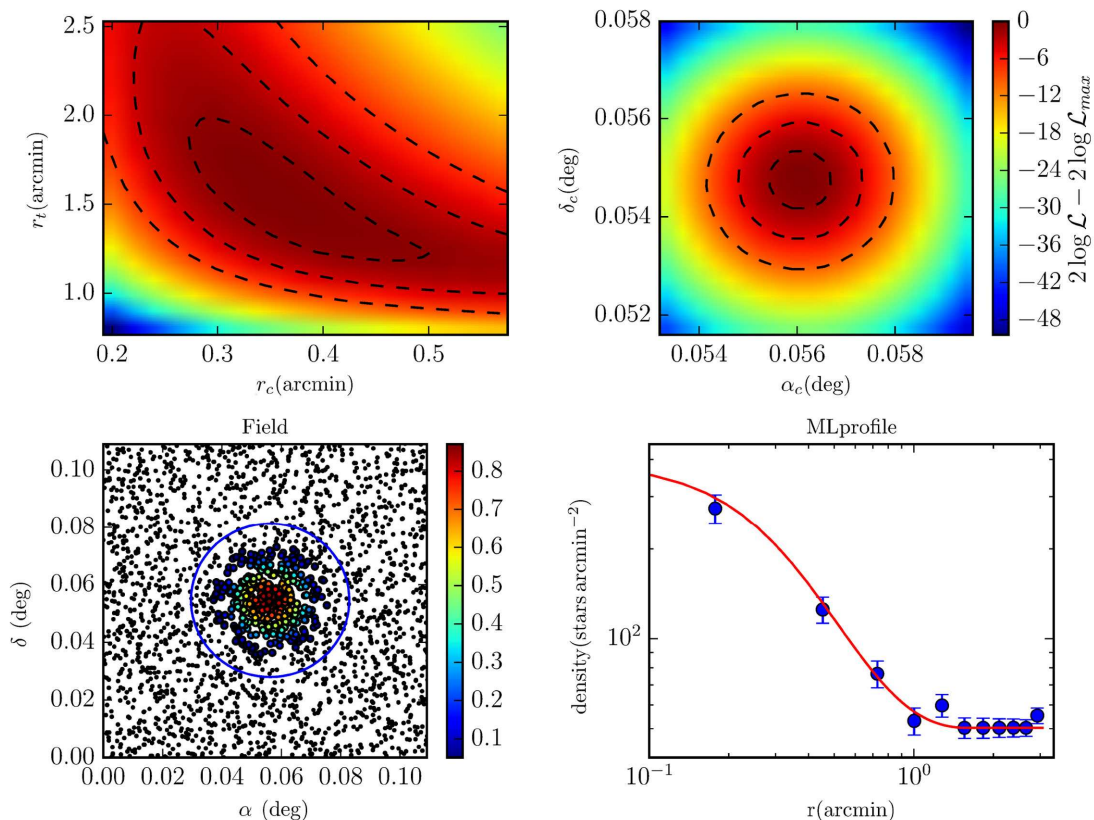 2.5
2.0
1.5
1.0
r_t(arcmin)
0.2 0.3 0.4 0.5
r_c(arcmin)
0.058
0.056
0.054
0.052
δ_c(deg)
0.054 0.056 0.058
α_c(deg)
0
−6
−12
−18
−24
−30
−36
−42
−48
2 log ℒ − 2 log ℒ_max
Field
0.10
0.08
0.06
0.04
0.02
0.00
δ (deg)
0.00 0.02 0.04 0.06 0.08 0.10
α (deg)
0.8
0.7
0.6
0.5
0.4
0.3
0.2
0.1
MLprofile
10^2
density(stars arcmin^−2)
10^−1 10^0
r(arcmin)